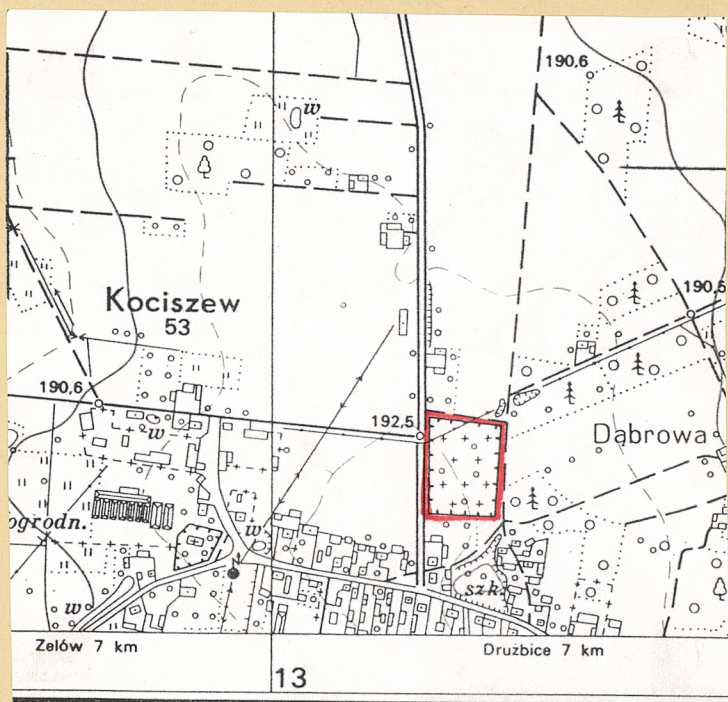 190,6
w
Kociszew
53
190,5
190,6
192,5
Dąbrowa
w
ogrodn.
w
szk.
w
Zelów 7 km
Drużbice 7 km
13